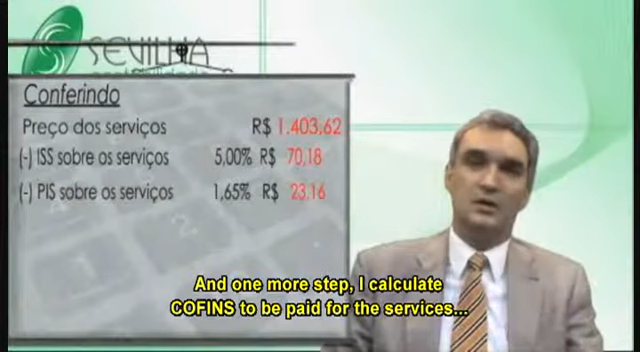 SEVILHA
contabilidade
Conferindo
Preço dos serviços R$ 1.403,62
(-) ISS sobre os serviços 5,00% R$ 70,18
(-) PIS sobre os serviços 1,65% R$ 23,16
And one more step, I calculate
COFINS to be paid for the services...